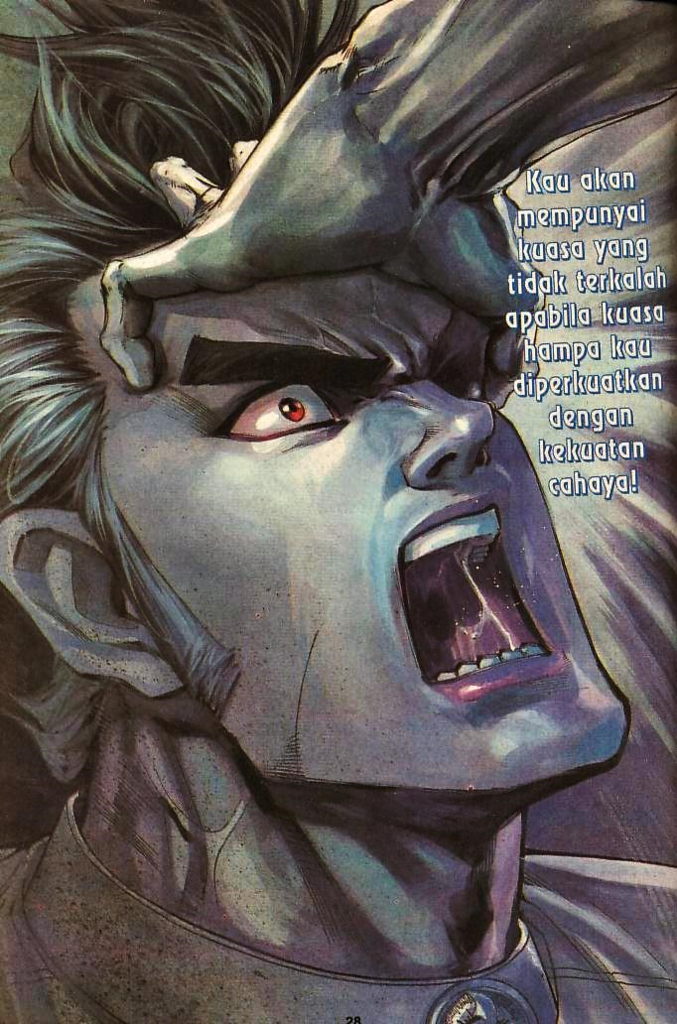 Kau akan
mempunyai
kuasa yang
tidak terkalah
apabila kuasa
hampa kau
diperkuatkan
dengan
kekuatan
cahaya!
28